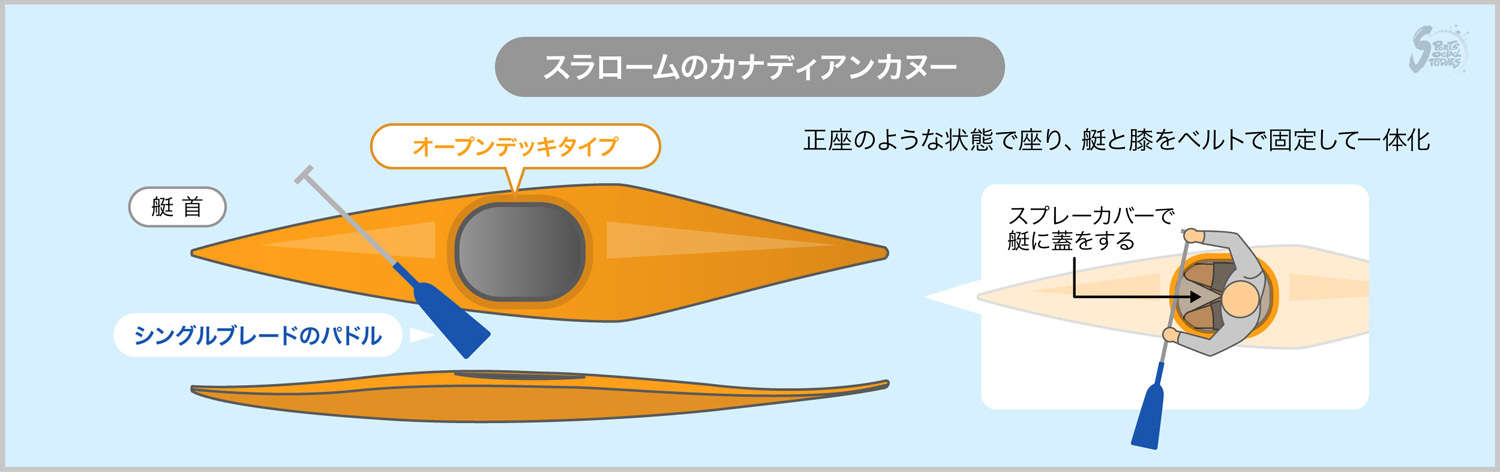 スラロームのカナディアンカヌー
SPORTS
SOCIAL
STORIES
オープンデッキタイプ
正座のような状態で座り、艇と膝をベルトで固定して一体化
艇首
スプレーカバーで
艇に蓋をする
シングルブレードのパドル